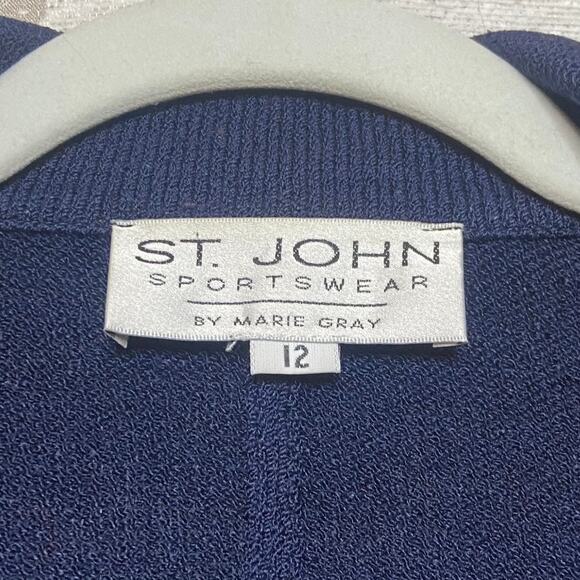 ST. JOHN
SPORTSWEAR
BY MARIE GRAY
12